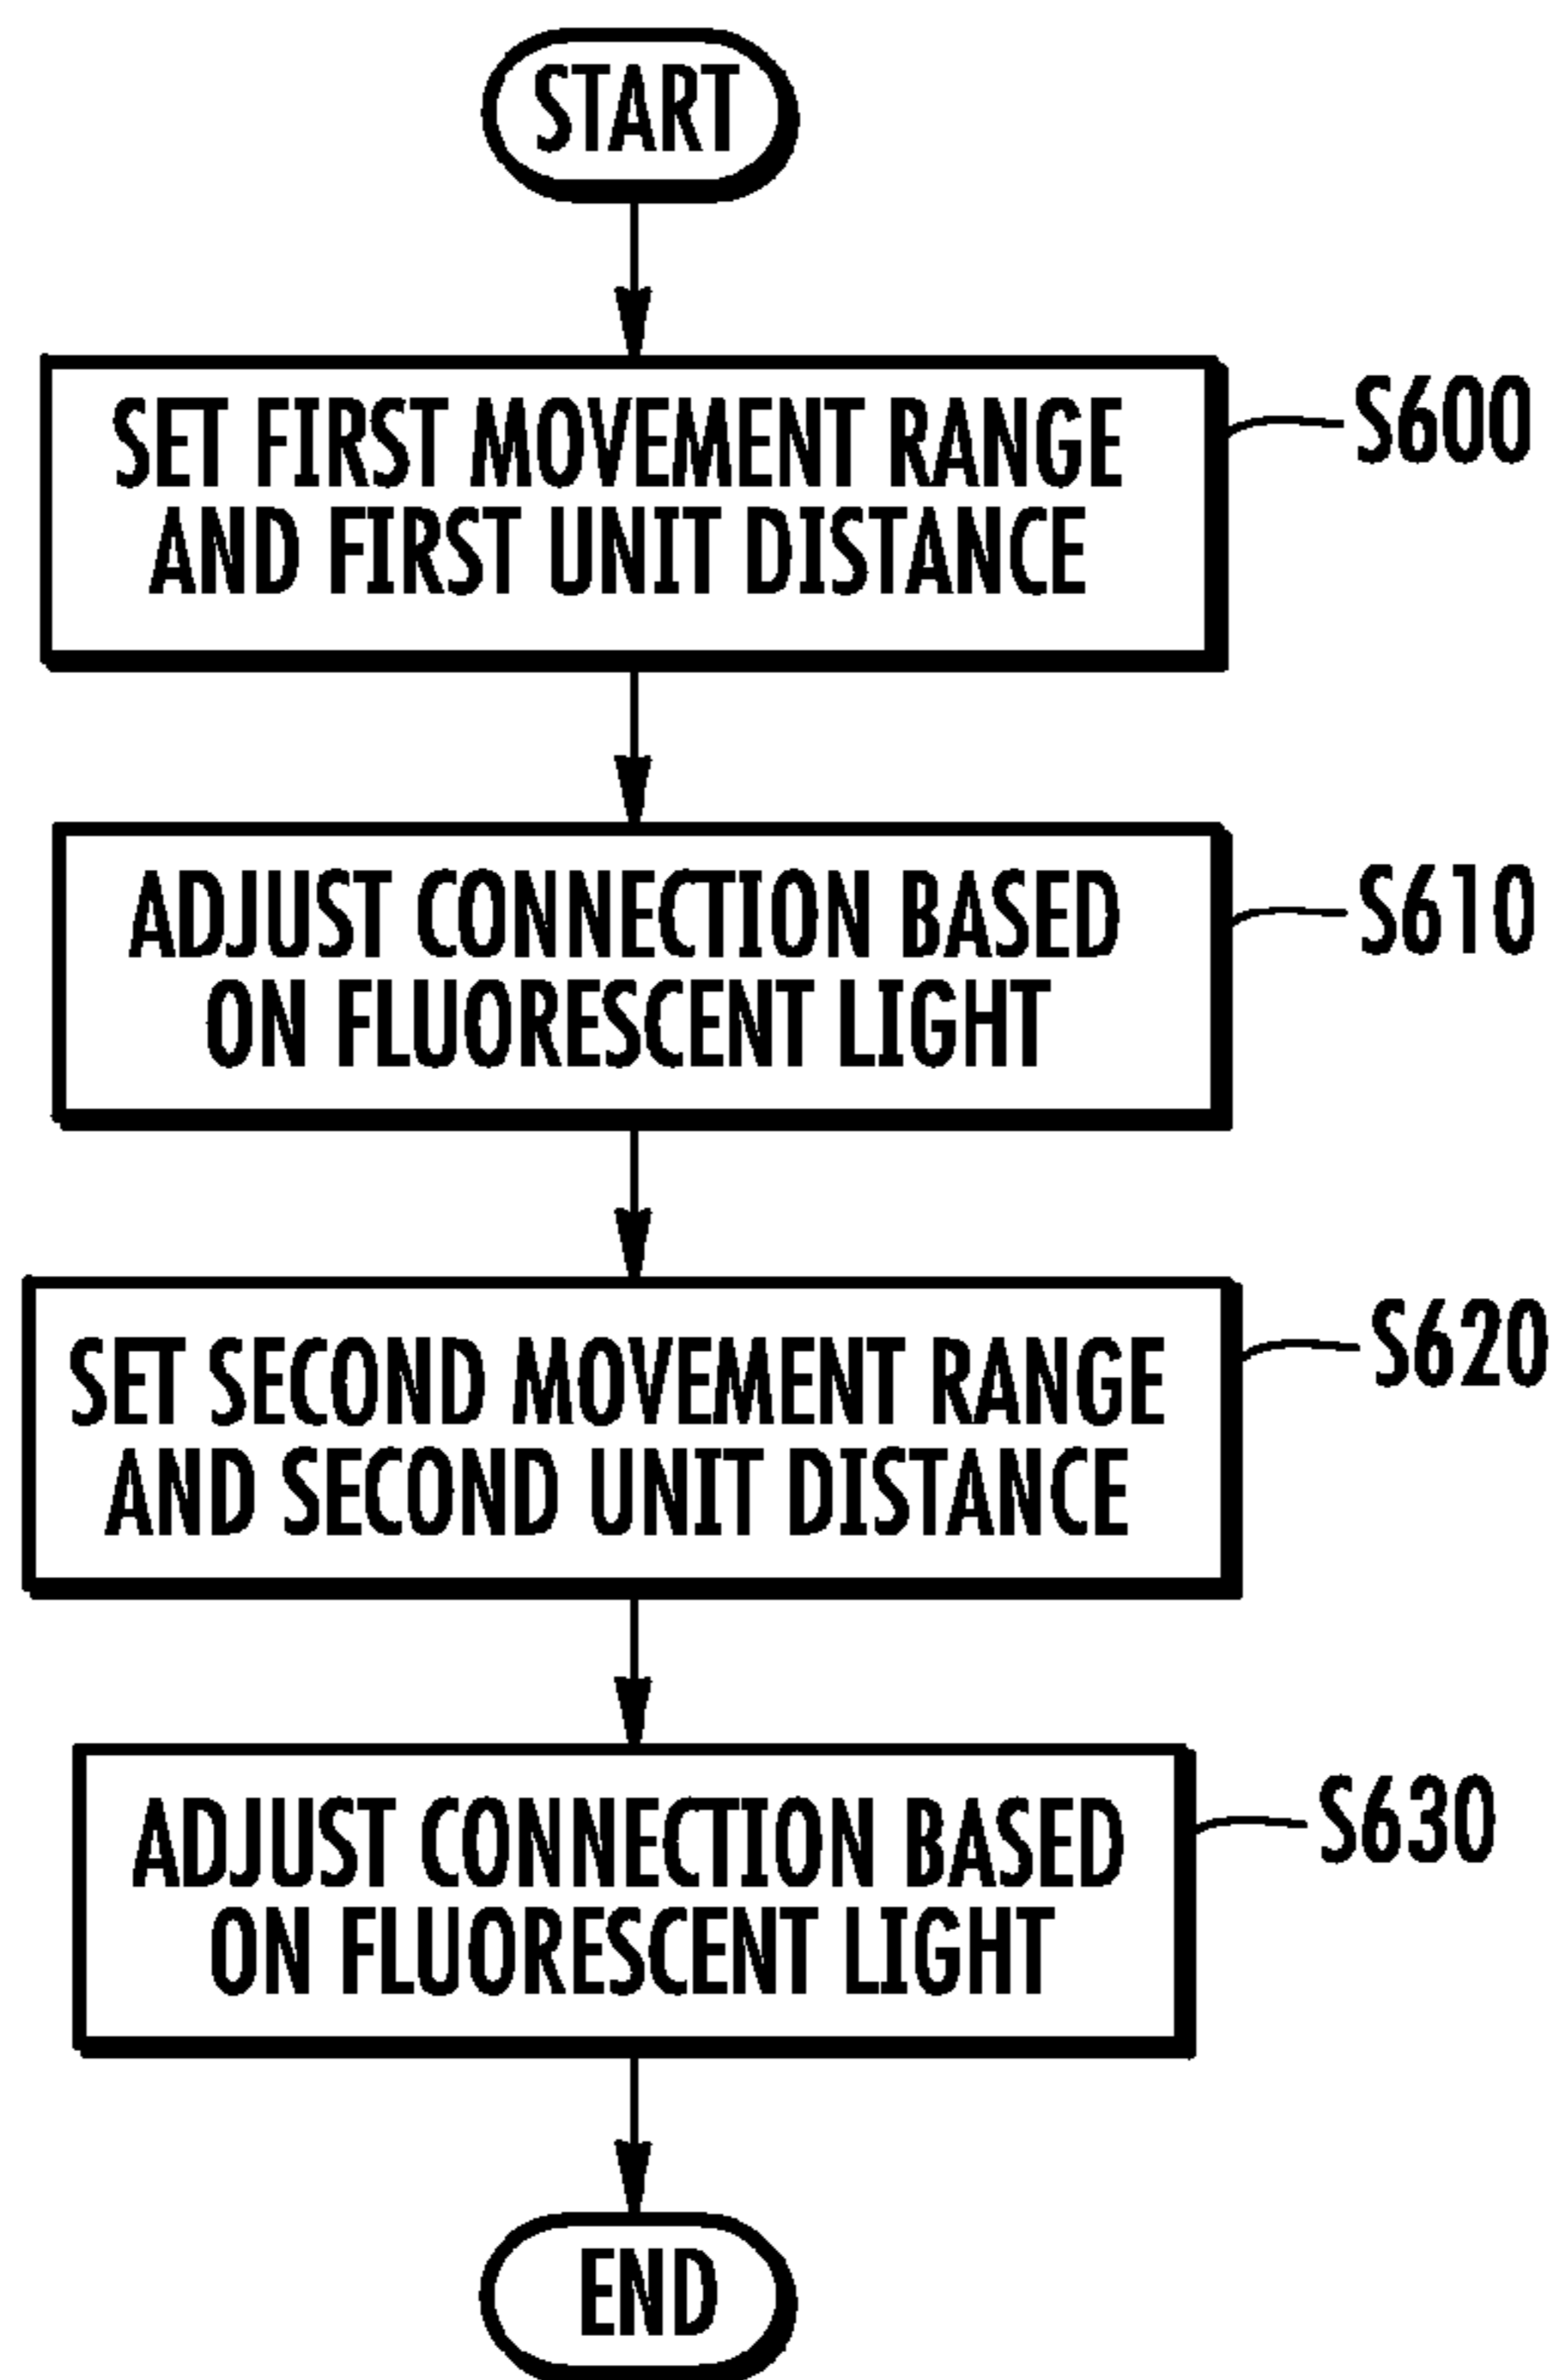 START
SET FIRST MOVEMENT RANGE
AND FIRST UNIT DISTANCE
S600
ADJUST CONNECTION BASED
ON FLUORESCENT LIGHT
S610
SET SECOND MOVEMENT RANGE
AND SECOND UNIT DISTANCE
S620
ADJUST CONNECTION BASED
ON FLUORESCENT LIGHT
S630
END